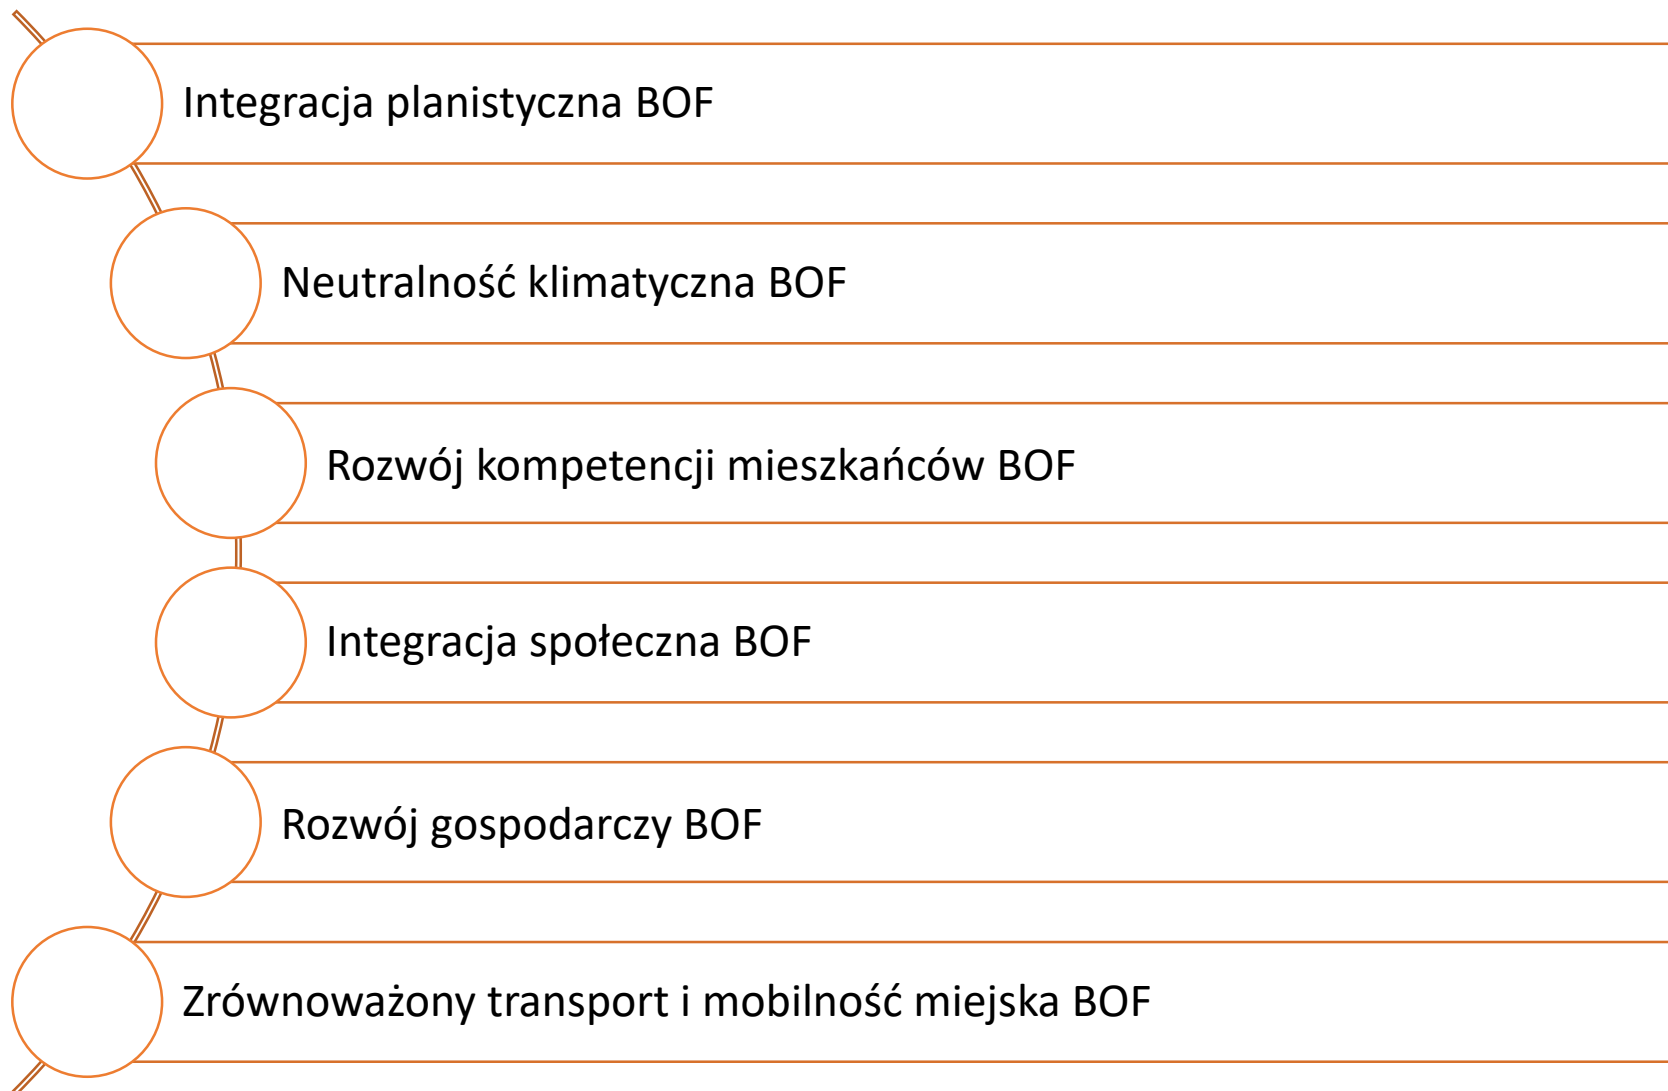 Integracja planistyczna BOF
Neutralność klimatyczna BOF
Rozwój kompetencji mieszkańców BOF
Integracja społeczna BOF
Rozwój gospodarczy BOF
Zrównoważony transport i mobilność miejska BOF